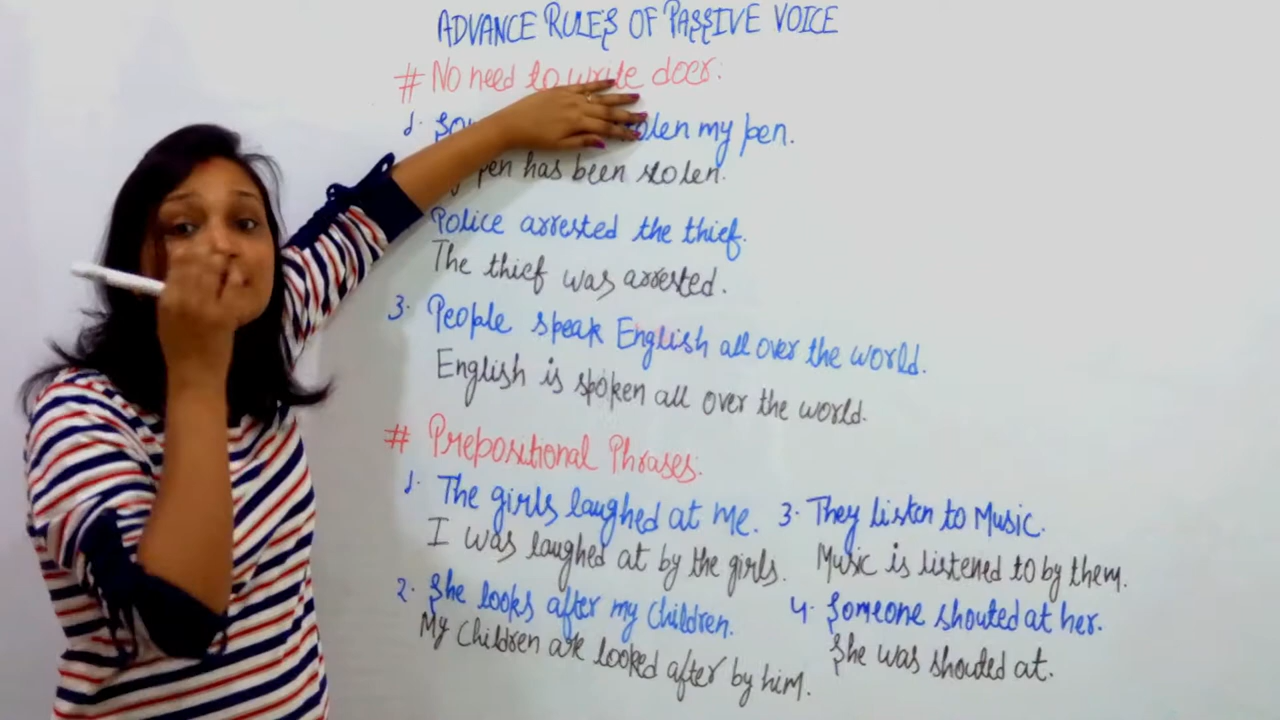 ADVANCE RULES OF PASSIVE VOICE
# No need to write doer:
1. stolen my pen.
pen has been stolen.
Police arrested the thief.
The thief was arrested.
3. People speak English all over the world.
English is spoken all over the world.
# Prepositional Phrases:
1. The girls laughed at me.
I was laughed at by the girls.
2. She looks after my children.
My Children are looked after by him.
3. They listen to Music.
Music is listened to by them.
4. Someone shouted at her.
She was shouted at.